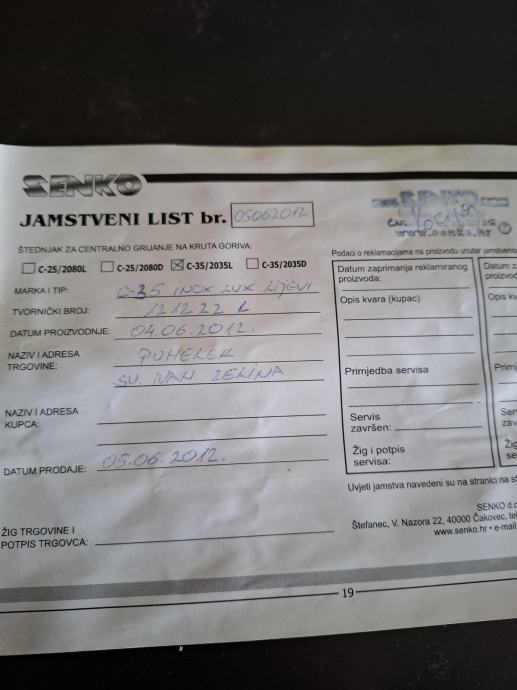 SENKO
JAMSTVENI LIST br. 05062012
SENKO
www.senko.hr
ŠTEDNJAK ZA CENTRALNO GRIJANJE NA KRUTA GORIVA:
C-25/2080L C-25/2080D C-35/2035L C-35/2035D
MARKA I TIP: C-35 INOX LUX LIJEVI
TVORNIČKI BROJ: 121222 L
DATUM PROIZVODNJE: 04.06.2012.
NAZIV I ADRESA TRGOVINE: PUHELEK
SV. IVAN ZELINA
NAZIV I ADRESA
KUPCA:
DATUM PRODAJE: 05.06.2012.
ŽIG TRGOVINE I
POTPIS TRGOVCA:
Podaci o reklamacijama na proizvodu unutar
Datum zaprimanja reklamiranog
proizvoda:
Opis kvara (kupac)
Primjedba servisa
Servis
završen:
Žig i potpis
servisa:
Uvjeti jamstva navedeni su na stranici na
SENKO d.o
Štefanec, V. Nazora 22, 40000 Čakovec,
www.senko.hr • e-mail
19